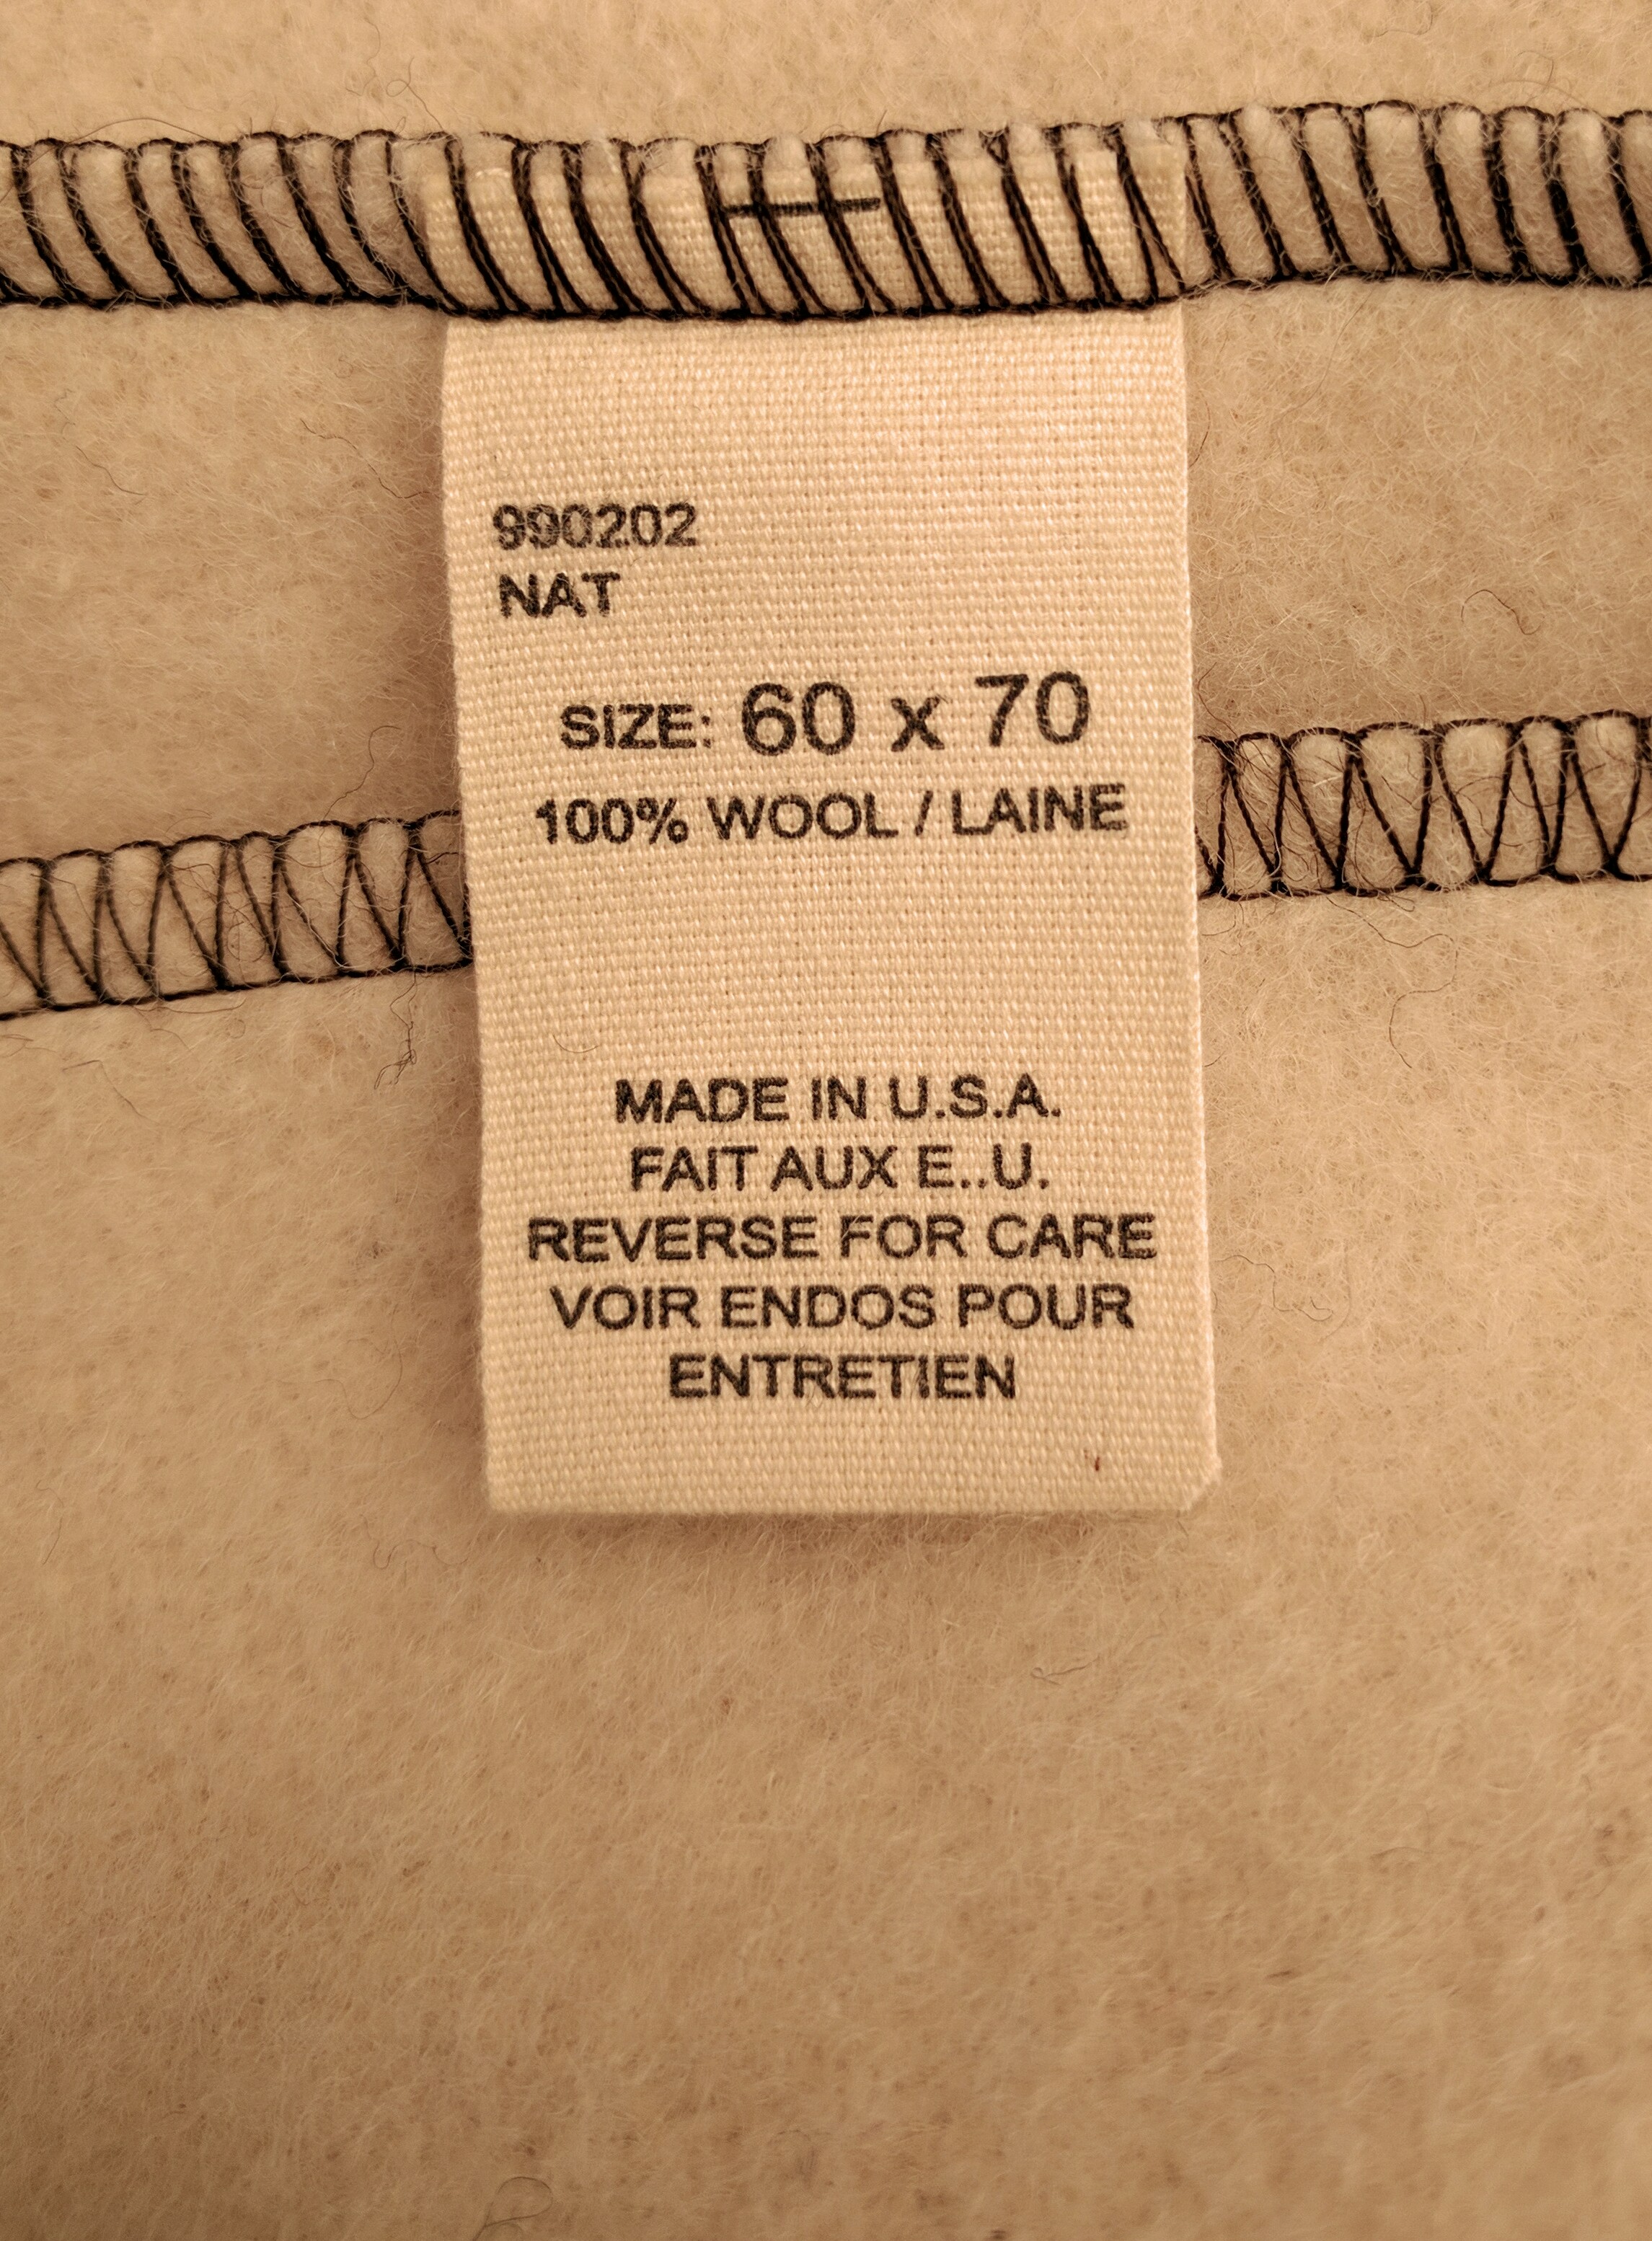 990202
NAT
SIZE: 60 x 70
100% WOOL / LAINE
MADE IN U.S.A.
FAIT AUX E..U.
REVERSE FOR CARE
VOIR ENDOS POUR
ENTRETIEN